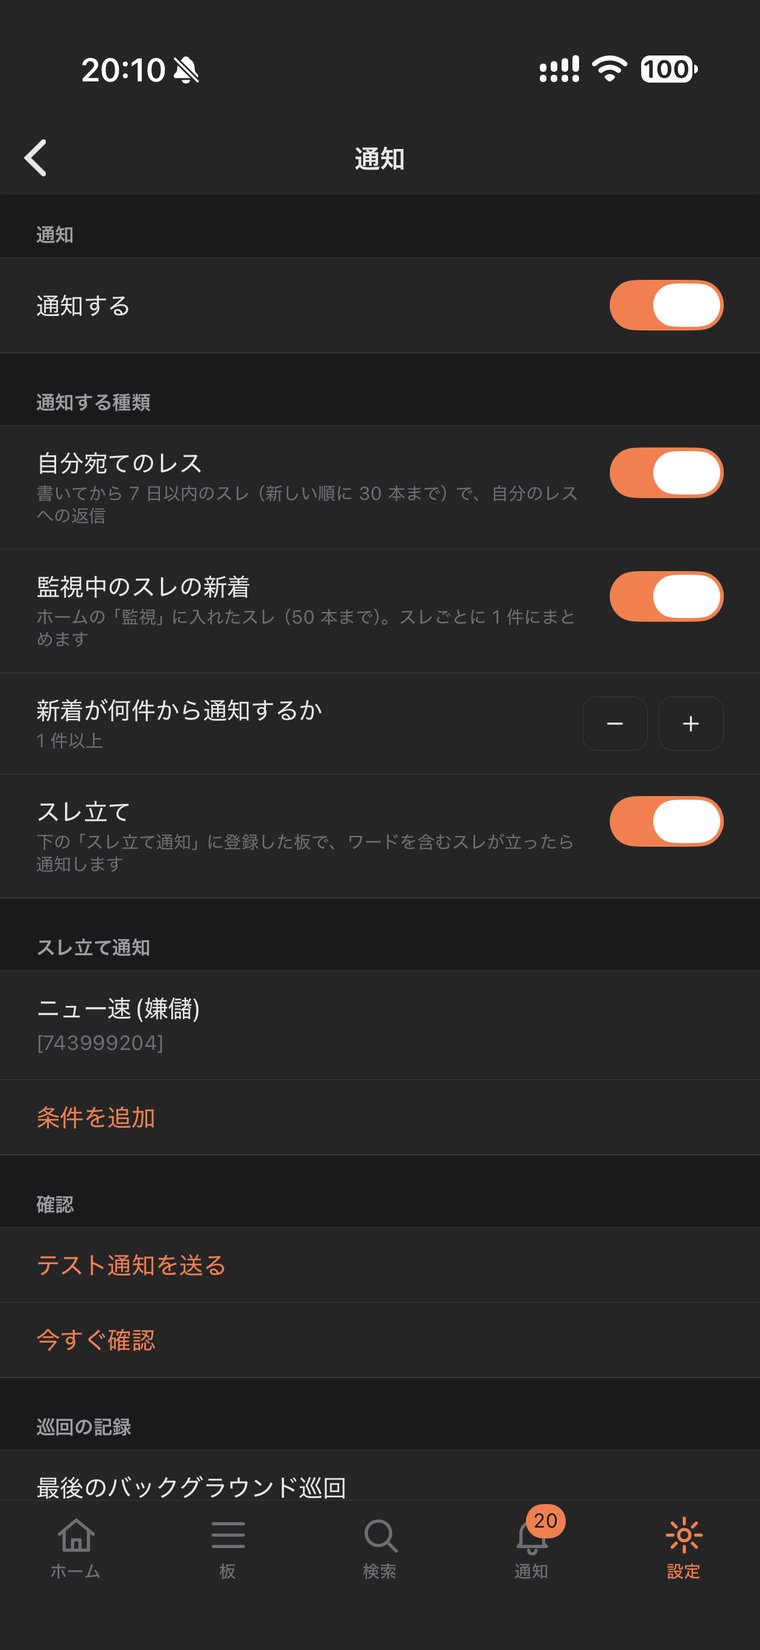 20:10
100
通知
通知
通知する
通知する種類
自分宛てのレス
書いてから 7 日以内のスレ（新しい順に 30 本まで）で、自分のレス
への返信
監視中のスレの新着
ホームの「監視」に入れたスレ（50 本まで）。スレごとに 1 件にまと
めます
新着が何件から通知するか
1 件以上
− +
スレ立て
下の「スレ立て通知」に登録した板で、ワードを含むスレが立ったら
通知します
スレ立て通知
ニュー速(嫌儲)
[743999204]
条件を追加
確認
テスト通知を送る
今すぐ確認
巡回の記録
最後のバックグラウンド巡回
20
ホーム 板 検索 通知 設定